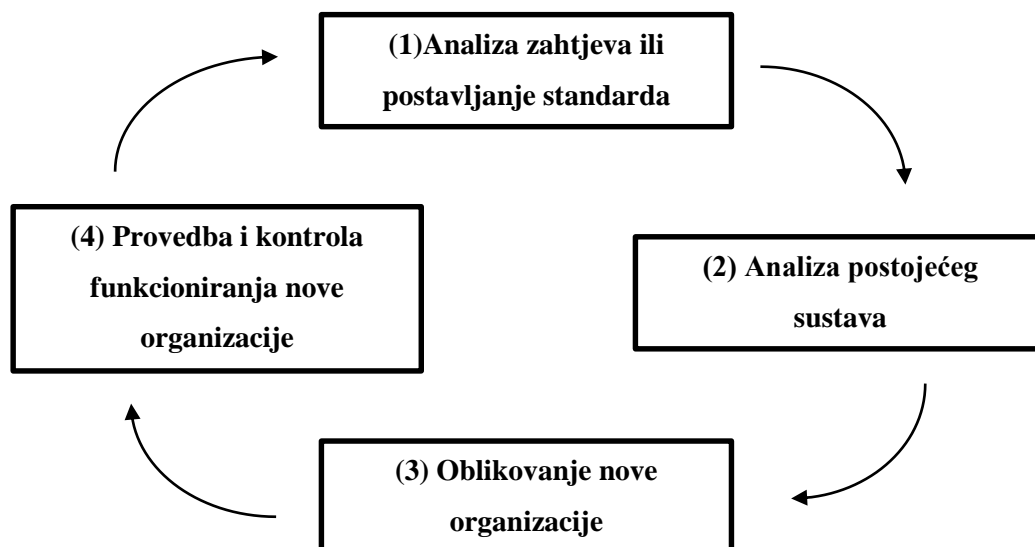 (1)Analiza zahtjeva ili
postavljanje standarda
(2) Analiza postojećeg
sustava
(3) Oblikovanje nove
organizacije
(4) Provedba i kontrola
funkcioniranja nove
organizacije